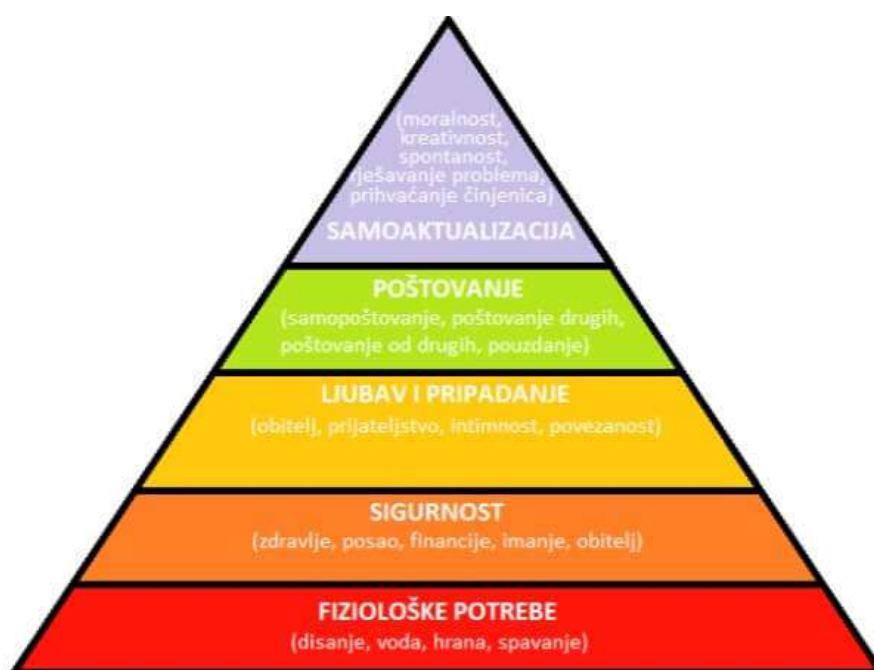 (moralnost,
kreativnost,
spontanost,
rješavanje problema,
prihvaćanje činjenica)
SAMOAKTUALIZACIJA
POŠTOVANJE
(samopoštovanje, poštovanje drugih,
poštovanje od drugih, pouzdanje)
LJUBAV I PRIPADANJE
(obitelj, prijateljstvo, intimnost, povezanost)
SIGURNOST
(zdravlje, posao, financije, imanje, obitelj)
FIZIOLOŠKE POTREBE
(disanje, voda, hrana, spavanje)